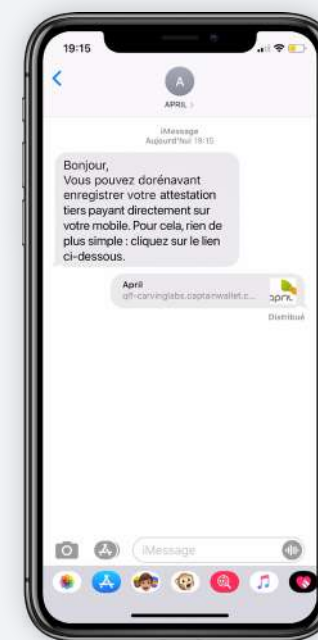 19:15
A
APRIL
iMessage
Aujourd'hui 19:15
Bonjour,
Vous pouvez dorénavant
enregistrer votre attestation
tiers payant directement sur
votre mobile. Pour cela, rien de
plus simple : cliquez sur le lien
ci-dessous.
April
april
Distribué
iMessage